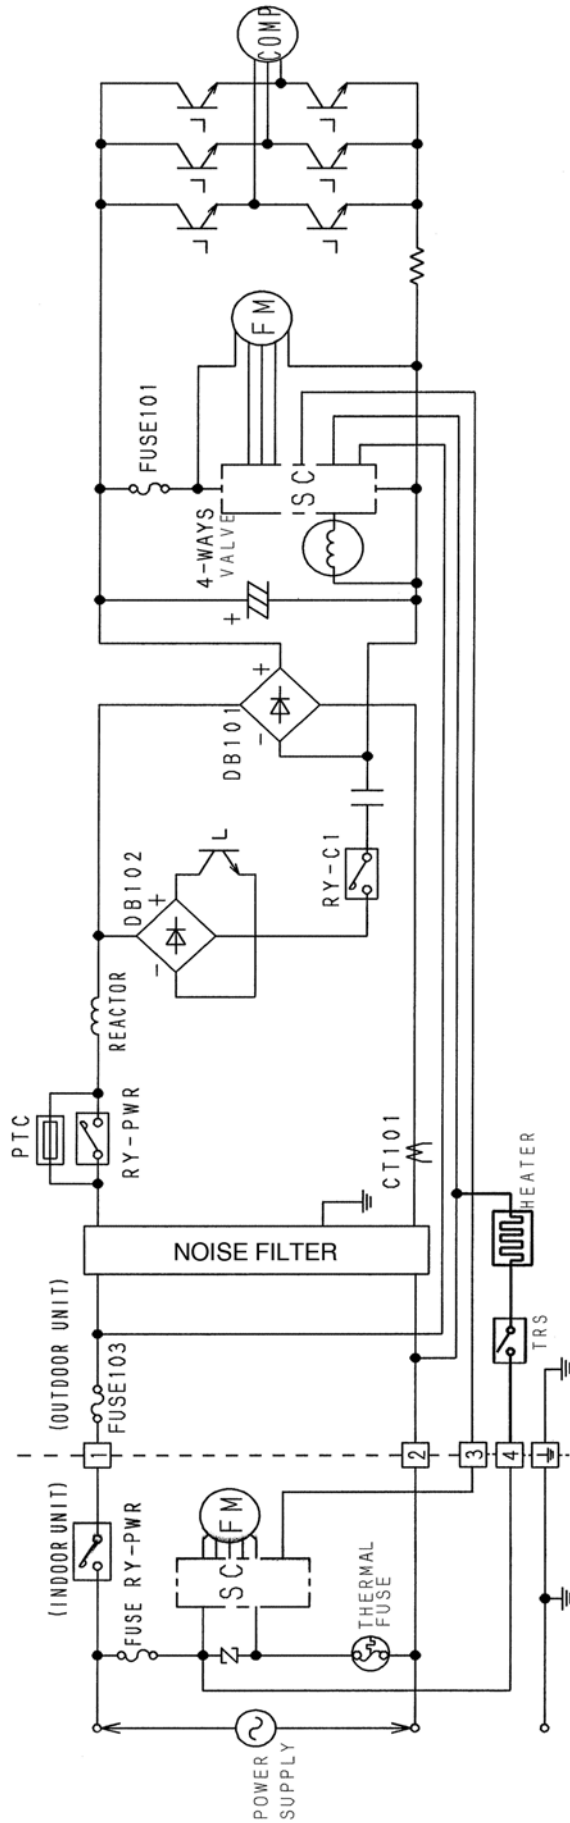 (INDOOR UNIT)
(OUTDOOR UNIT)
POWER
SUPPLY
FUSE
RY-PWR
SC
FM
Z
THERMAL
FUSE
1
2
3
4
FUSE103
NOISE FILTER
PTC
RY-PWR
CT101
TRS
HEATER
REACTOR
DB102
+
-
L
RY-C1
DB101
+
-
+
4-WAYS
VALVE
FUSE101
SC
FM
COMP